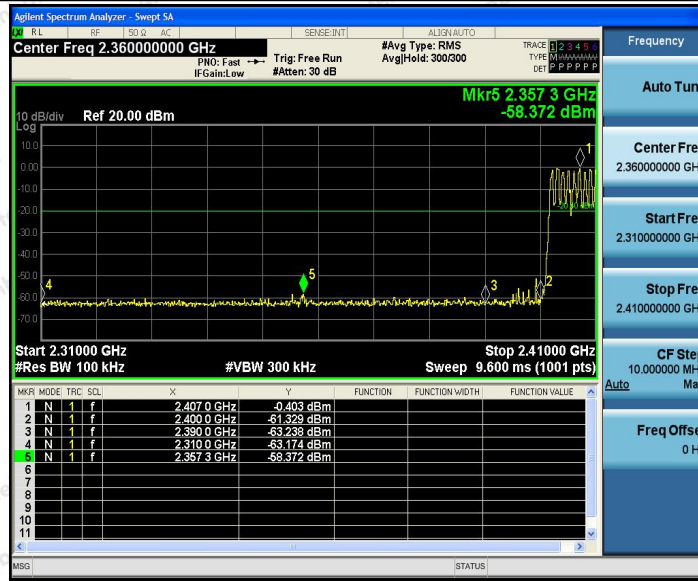 Agilent Spectrum Analyzer - Swept SA
RL RF 50 Ω AC SENSE:INT ALIGN AUTO
Center Freq 2.360000000 GHz
PNO: Fast
IFGain:Low
Trig: Free Run
#Atten: 30 dB
#Avg Type: RMS
Avg|Hold: 300/300
TRACE 1 2 3 4 5 6
TYPE M
DET P P P P P P
Mkr5 2.357 3 GHz
-58.372 dBm
10 dB/div Ref 20.00 dBm
Log
10.0
0.00
-10.0
-20.0
-30.0
-40.0
-50.0
-60.0
-70.0
1
2
3
4
5
Start 2.31000 GHz Stop 2.41000 GHz
#Res BW 100 kHz #VBW 300 kHz Sweep 9.600 ms (1001 pts)
MKR MODE TRC SCL X Y FUNCTION FUNCTION WIDTH FUNCTION VALUE
1 N 1 f 2.407 0 GHz -0.403 dBm
2 N 1 f 2.400 0 GHz -61.329 dBm
3 N 1 f 2.390 0 GHz -63.238 dBm
4 N 1 f 2.310 0 GHz -63.174 dBm
5 N 1 f 2.357 3 GHz -58.372 dBm
6
7
8
9
10
11
MSG STATUS
Frequency
Auto Tun
Center Fre
2.360000000 GH
Start Fre
2.310000000 GH
Stop Fre
2.410000000 GH
CF Ste
10.000000 MH
Auto Ma
Freq Offse
0 H